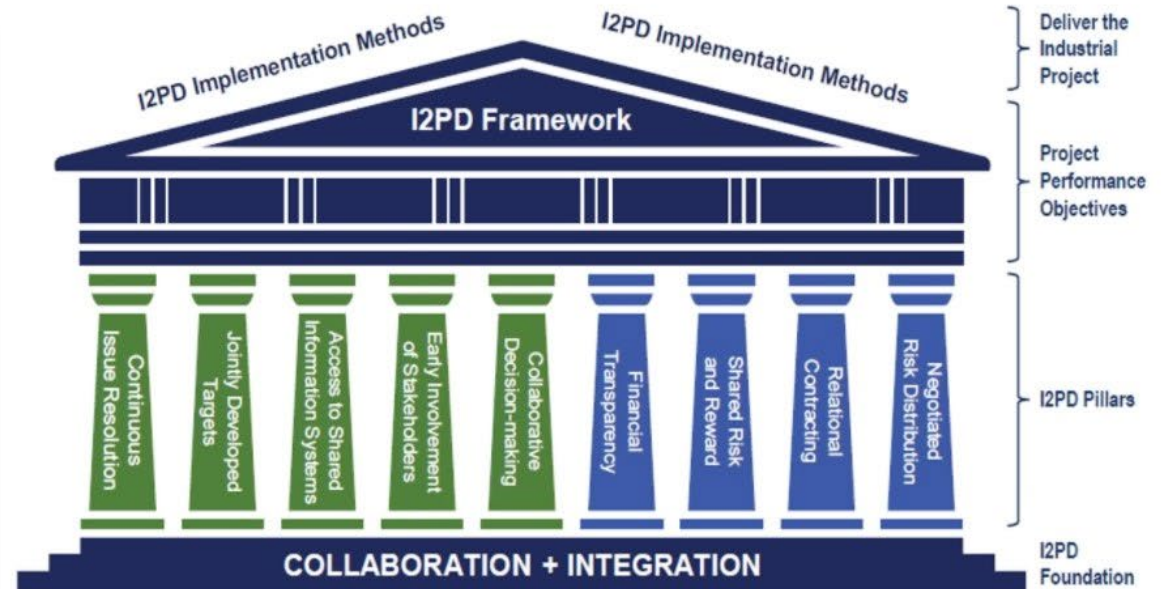 I2PD Implementation Methods
I2PD Implementation Methods
Deliver the
Industrial
Project
I2PD Framework
Project
Performance
Objectives
Continuous
Issue Resolution
Jointly Developed
Targets
Access to Shared
Information Systems
Early Involvement
of Stakeholders
Collaborative
Decision-making
Financial
Transparency
Shared Risk
and Reward
Relational
Contracting
Negotiated
Risk Distribution
I2PD Pillars
COLLABORATION + INTEGRATION
I2PD
Foundation